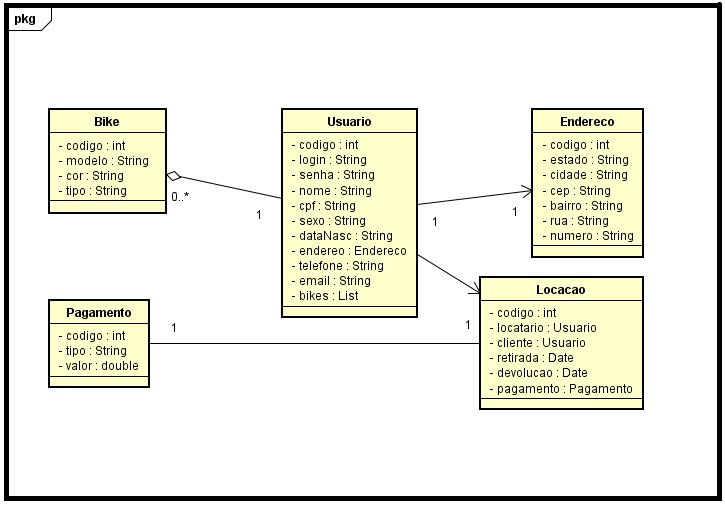 pkg
Bike
- codigo : int
- modelo : String
- cor : String
- tipo : String
0..*
1
Usuario
- codigo : int
- login : String
- senha : String
- nome : String
- cpf : String
- sexo : String
- dataNasc : String
- endereo : Endereco
- telefone : String
- email : String
- bikes : List
1
1
Endereco
- codigo : int
- estado : String
- cidade : String
- cep : String
- bairro : String
- rua : String
- numero : String
Pagamento
- codigo : int
- tipo : String
- valor : double
1
1
Locacao
- codigo : int
- locatario : Usuario
- cliente : Usuario
- retirada : Date
- devolucao : Date
- pagamento : Pagamento